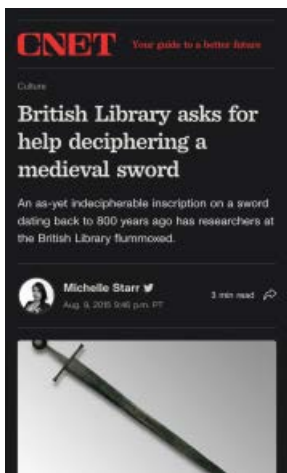 CNET Your guide to a better future
Culture
British Library asks for
help deciphering a
medieval sword
An as-yet indecipherable inscription on a sword
dating back to 800 years ago has researchers at
the British Library flummoxed.
Michelle Starr
Aug. 9, 2015 9:46 p.m. PT
3 min read